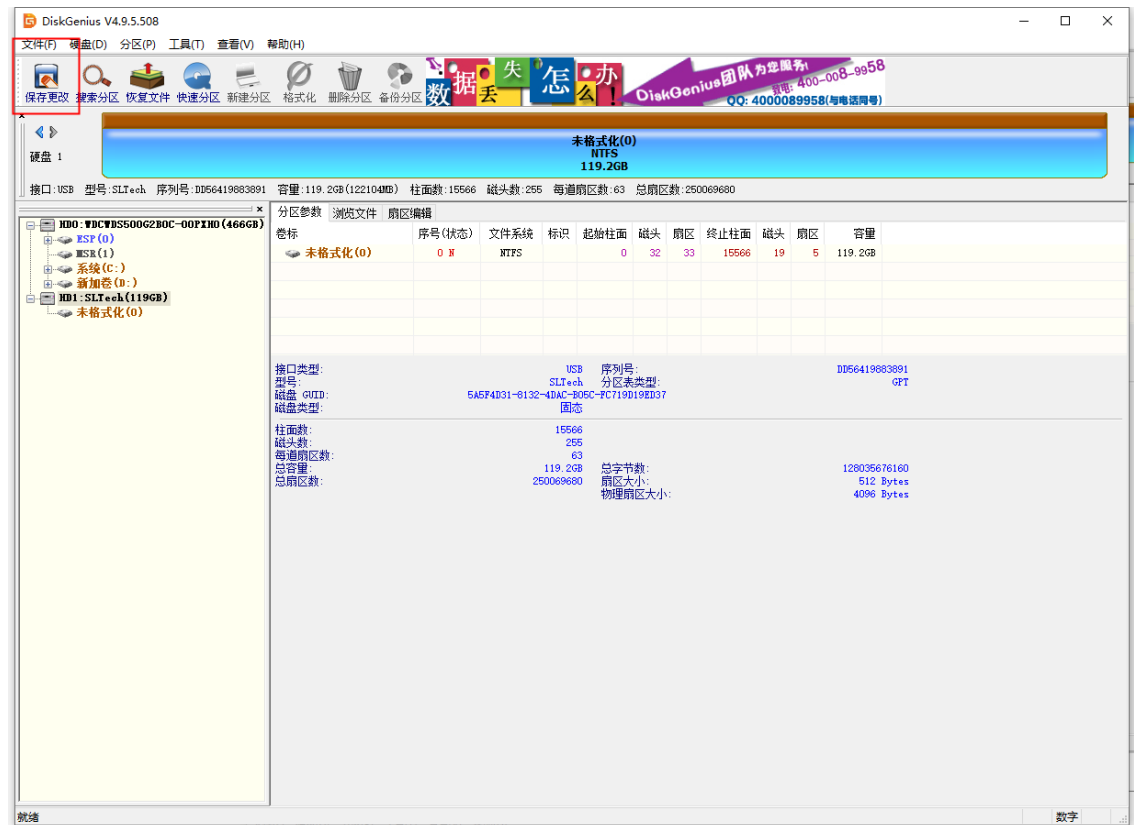 DiskGenius V4.9.5.508
文件(F) 硬盘(D) 分区(P) 工具(T) 查看(V) 帮助(H)
保存更改 搜索分区 恢复文件 快速分区 新建分区 格式化 删除分区 备份分区
数据丢失怎么办!
DiskGenius团队为您服务!
致电: 400-008-9958
QQ: 4000089958(与电话同号)
硬盘 1
未格式化(0)
NTFS
119.2GB
接口:USB 型号:SLTech 序列号:DD56419883891 容量:119.2GB(122104MB) 柱面数:15566 磁头数:255 每道扇区数:63 总扇区数:250069680
HD0:WDCWDS500G2B0C-00PXH0(466GB)
ESP(0)
MSR(1)
系统(C:)
新加卷(D:)
HD1:SLTech(119GB)
未格式化(0)
分区参数 浏览文件 扇区编辑
卷标 序号(状态) 文件系统 标识 起始柱面 磁头 扇区 终止柱面 磁头 扇区 容量
未格式化(0) 0 N NTFS 0 32 33 15566 19 5 119.2GB
接口类型: USB 序列号: DD56419883891
型号: SLTech 分区表类型: GPT
磁盘 GUID: 5A5F4D31-8132-4DAC-B05C-FC719D19ED37
磁盘类型: 固态
柱面数: 15566
磁头数: 255
每道扇区数: 63
总容量: 119.2GB 总字节数: 128035676160
总扇区数: 250069680 扇区大小: 512 Bytes
物理扇区大小: 4096 Bytes
就绪 数字